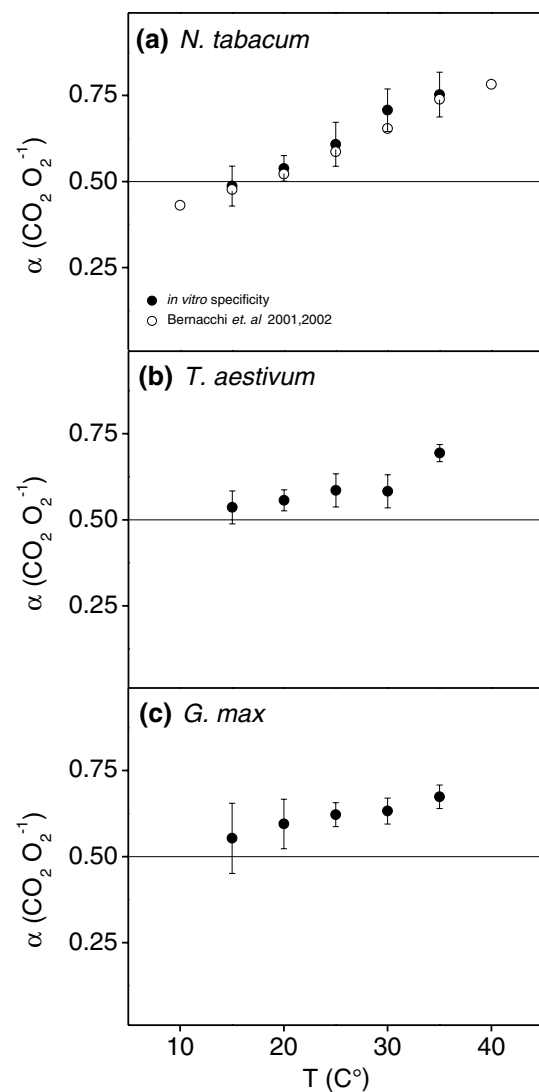 (a) N. tabacum
0.75
0.50
0.25
α (CO₂ O₂⁻¹)
in vitro specificity
Bernacchi et. al 2001,2002
(b) T. aestivum
0.75
0.50
0.25
α (CO₂ O₂⁻¹)
(c) G. max
0.75
0.50
0.25
α (CO₂ O₂⁻¹)
10 20 30 40
T (C°)